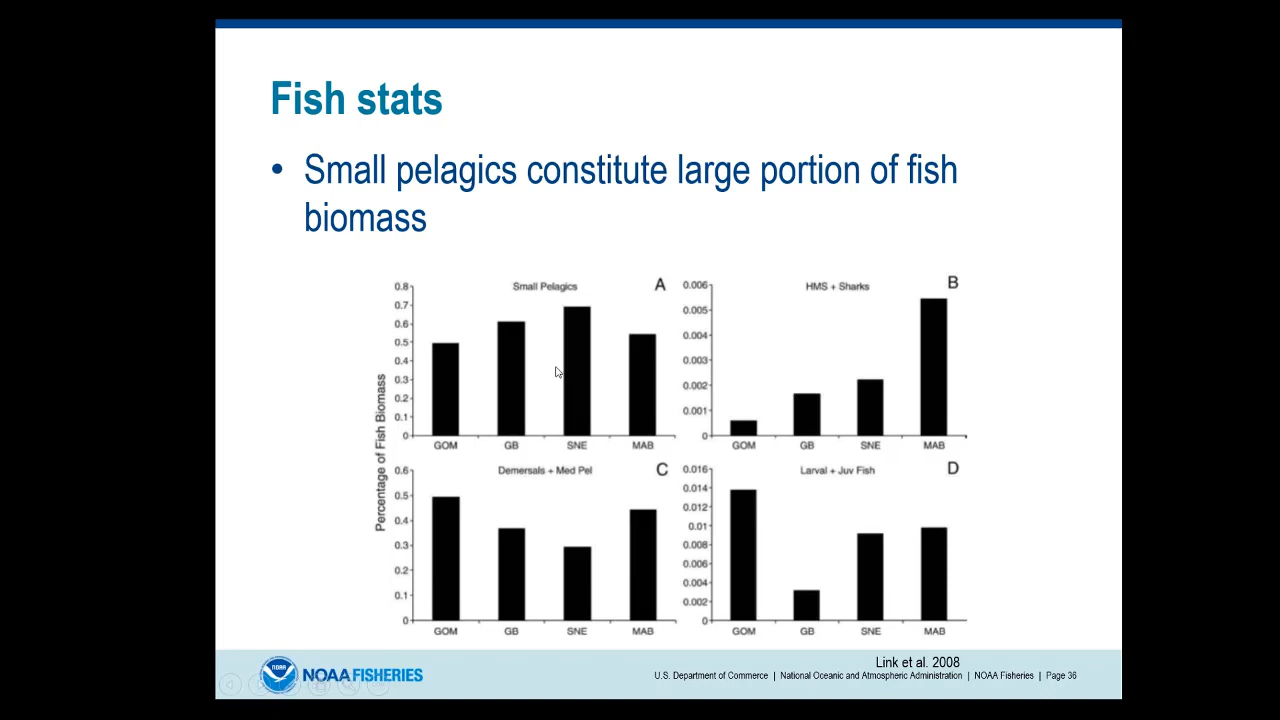 Fish stats
• Small pelagics constitute large portion of fish
biomass
Percentage of Fish Biomass
Small Pelagics
A
0.8
0.7
0.6
0.5
0.4
0.3
0.2
0.1
0
GOM GB SNE MAB
HMS + Sharks
B
0.006
0.005
0.004
0.003
0.002
0.001
0
GOM GB SNE MAB
Demersals + Med Pel
C
0.6
0.5
0.4
0.3
0.2
0.1
0
GOM GB SNE MAB
Larval + Juv Fish
D
0.016
0.014
0.012
0.01
0.008
0.006
0.004
0.002
0
GOM GB SNE MAB
Link et al. 2008
NOAA
NOAA FISHERIES
U.S. Department of Commerce | National Oceanic and Atmospheric Administration | NOAA Fisheries | Page 36